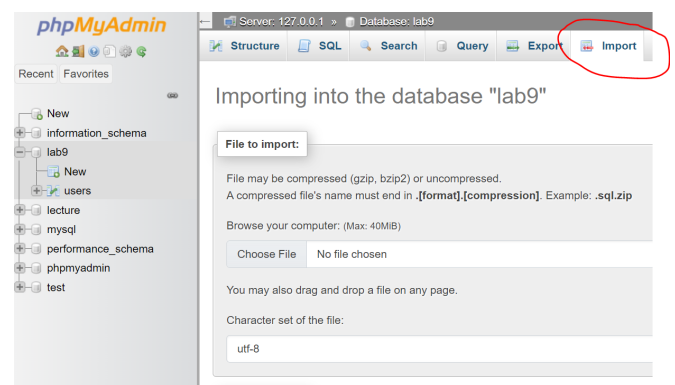 phpMyAdmin
Recent Favorites
New
information_schema
lab9
New
users
lecture
mysql
performance_schema
phpmyadmin
test
Server: 127.0.0.1 » Database: lab9
Structure SQL Search Query Export Import
Importing into the database "lab9"
File to import:
File may be compressed (gzip, bzip2) or uncompressed.
A compressed file's name must end in .[format].[compression]. Example: .sql.zip
Browse your computer: (Max: 40MiB)
Choose File No file chosen
You may also drag and drop a file on any page.
Character set of the file:
utf-8